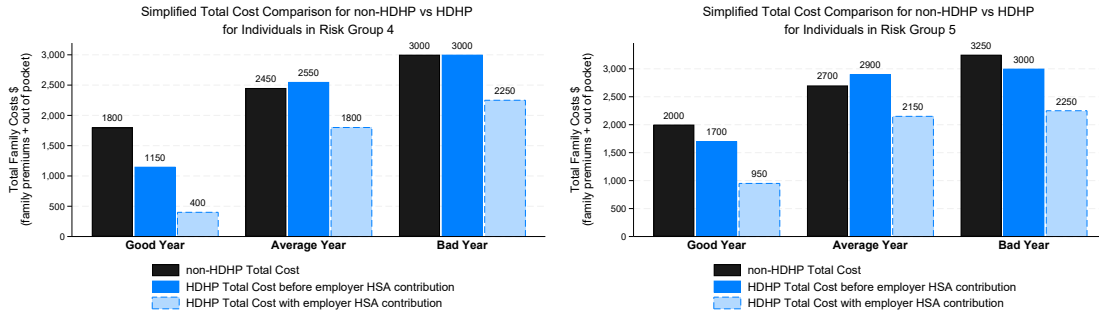 Simplified Total Cost Comparison for non-HDHP vs HDHP
for Individuals in Risk Group 4
Total Family Costs $
(family premiums + out of pocket)
3,000
2,500
2,000
1,500
1,000
500
0
1800
1150
400
2450
2550
1800
3000
3000
2250
Good Year
Average Year
Bad Year
non-HDHP Total Cost
HDHP Total Cost before employer HSA contribution
HDHP Total Cost with employer HSA contribution
Simplified Total Cost Comparison for non-HDHP vs HDHP
for Individuals in Risk Group 5
Total Family Costs $
(family premiums + out of pocket)
3,000
2,500
2,000
1,500
1,000
500
0
2000
1700
950
2700
2900
2150
3250
3000
2250
Good Year
Average Year
Bad Year
non-HDHP Total Cost
HDHP Total Cost before employer HSA contribution
HDHP Total Cost with employer HSA contribution